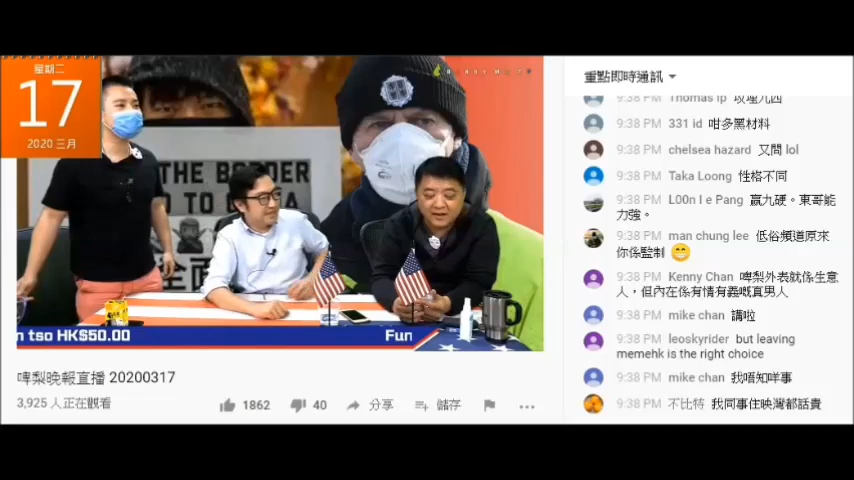 星期二
17
2020 三月
THE BORDER
TO
全面
n tso HK$50.00
Fun
啤梨晚報直播 20200317
3,925 人正在觀看
1862
40
分享
儲存
重點即時通訊
9:38 PM Thomas Ip 玫瑰九四
9:38 PM 331 id 咁多黑材料
9:38 PM chelsea hazard 又問 lol
9:38 PM Taka Loong 性格不同
9:38 PM L00n l e Pang 贏九硬。東哥能
力強。
9:38 PM man chung lee 低俗頻道原來
你係監制 😁
9:38 PM Kenny Chan 啤梨外表就係生意
人，但內在係有情有義嘅真男人
9:38 PM mike chan 講啦
9:38 PM leoskyrider but leaving
memehk is the right choice
9:38 PM mike chan 我唔知咩事
9:38 PM 不比特 我同事住映灣都話貴